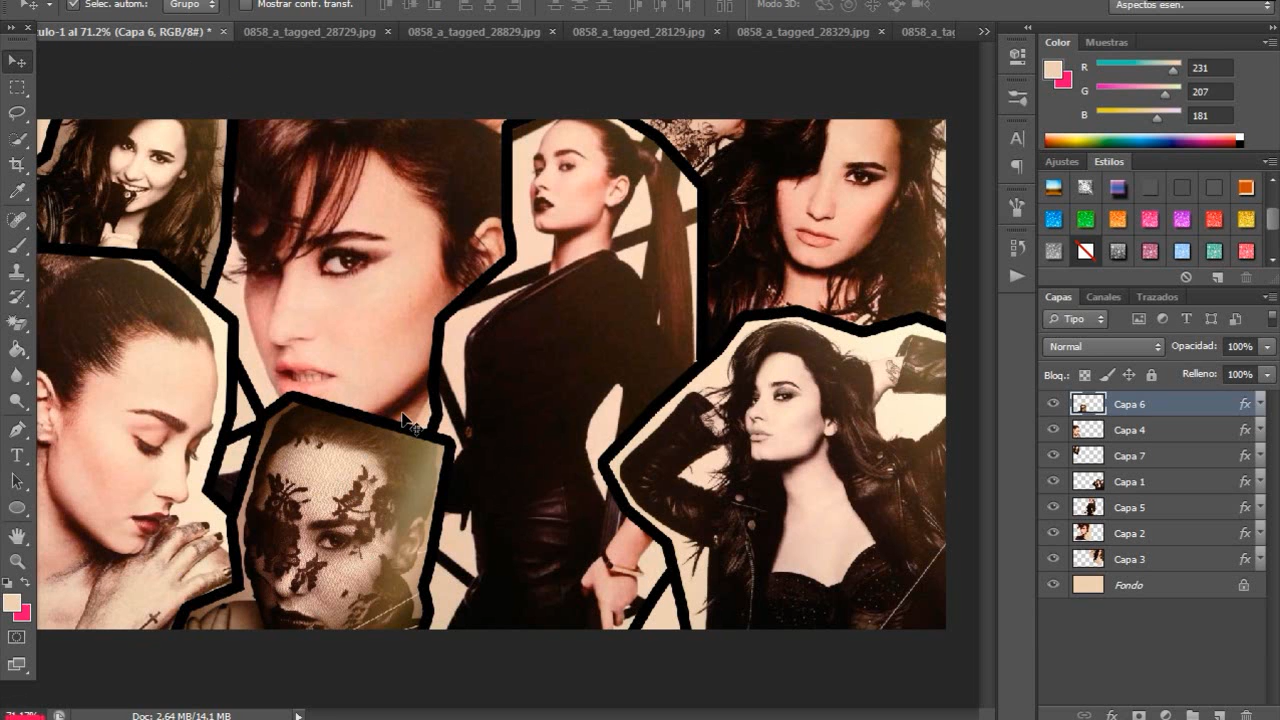 Selec. autom.: Grupo Mostrar contr. transf. Modo 3D: Aspectos esen.
ulo-1 al 71.2% (Capa 6, RGB/8#) * × 0858_a_tagged_28729.jpg × 0858_a_tagged_28829.jpg × 0858_a_tagged_28129.jpg × 0858_a_tagged_28329.jpg × 0858_a_tag
Color Muestras
R 231
G 207
B 181
Ajustes Estilos
Capas Canales Trazados
Tipo
Normal Opacidad: 100%
Bloq.: Relleno: 100%
Capa 6 fx
Capa 4 fx
Capa 7 fx
Capa 1 fx
Capa 5 fx
Capa 2 fx
Capa 3 fx
Fondo
Doc: 2.64 MB/14.1 MB